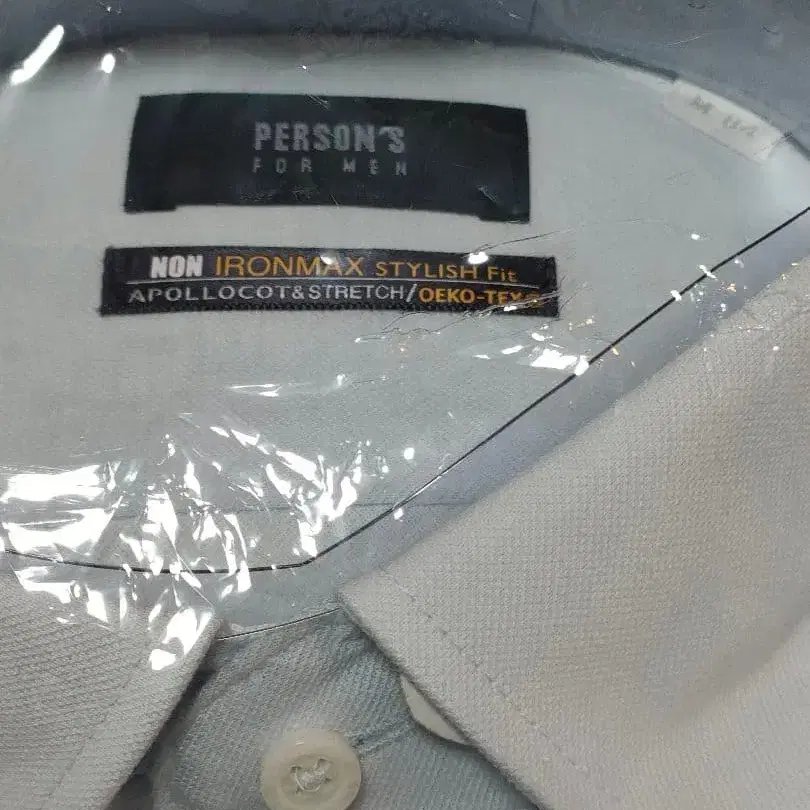 PERSON'S
FOR MEN
NON IRONMAX STYLISH Fit
APOLLOCOT&STRETCH/OEKO-TEX®